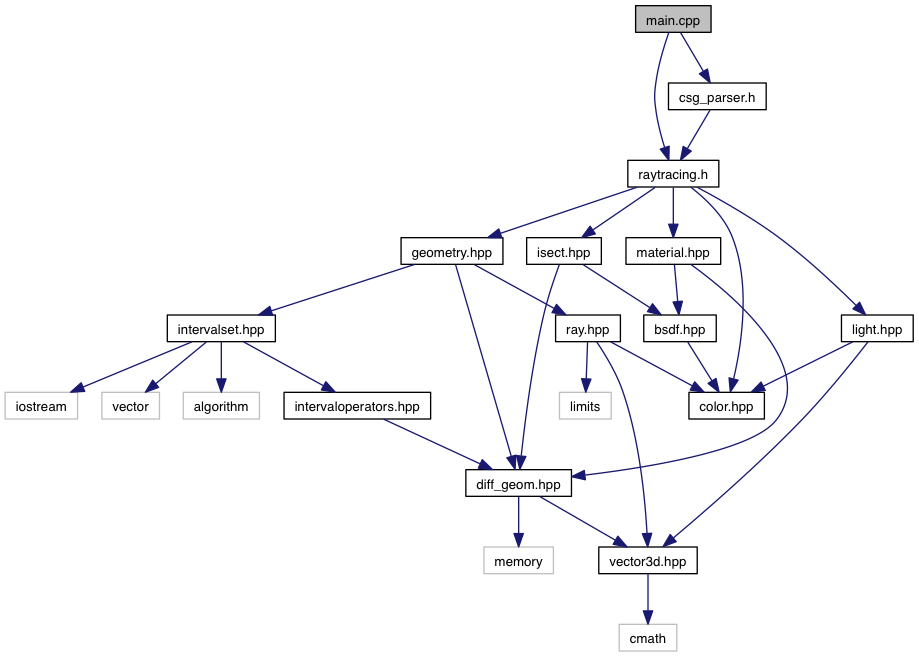 main.cpp
csg_parser.h
raytracing.h
geometry.hpp
isect.hpp
material.hpp
intervalset.hpp
ray.hpp
bsdf.hpp
light.hpp
iostream
vector
algorithm
intervaloperators.hpp
limits
color.hpp
diff_geom.hpp
memory
vector3d.hpp
cmath